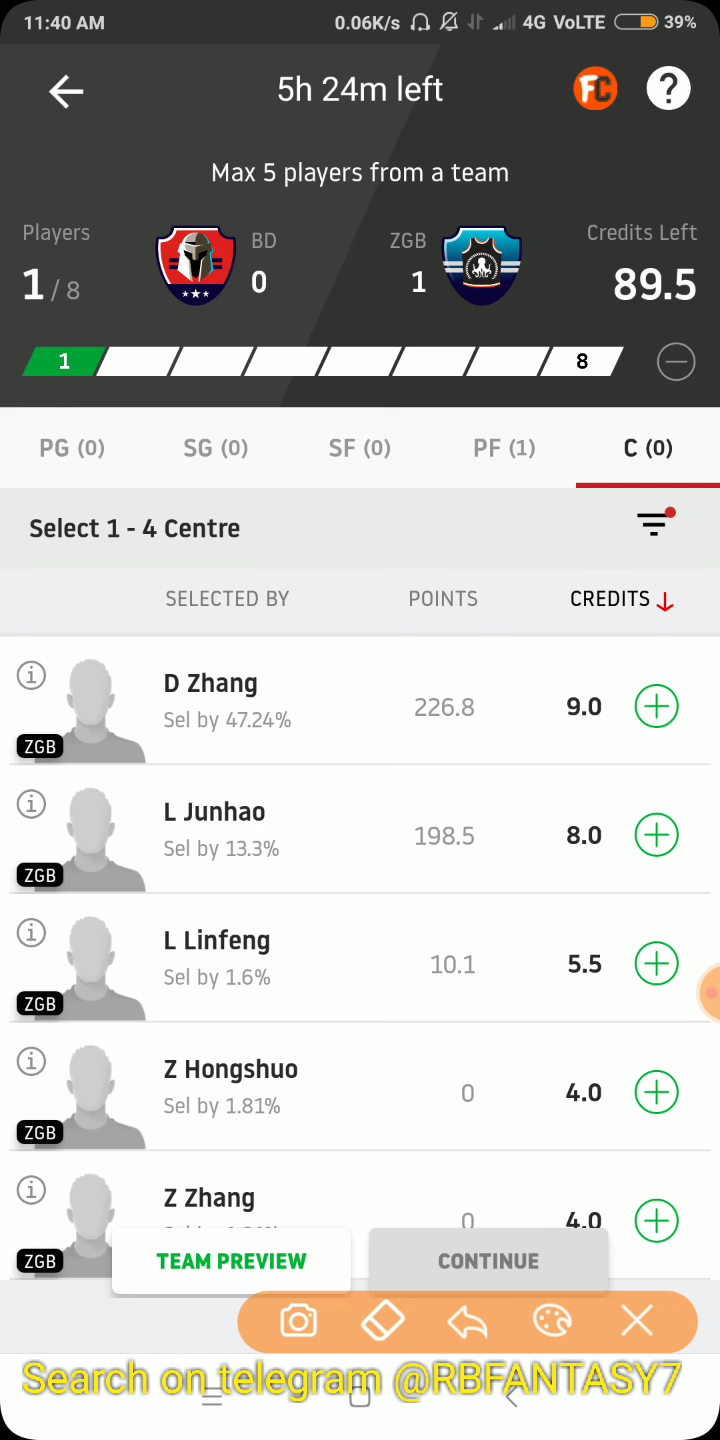 11:40 AM 0.06K/s 4G VoLTE 39%
5h 24m left FC ?
Max 5 players from a team
Players BD ZGB Credits Left
1 / 8 0 1 89.5
1 8
PG (0) SG (0) SF (0) PF (1) C (0)
Select 1 - 4 Centre
SELECTED BY POINTS CREDITS
D Zhang
Sel by 47.24% 226.8 9.0
ZGB
L Junhao
Sel by 13.3% 198.5 8.0
ZGB
L Linfeng
Sel by 1.6% 10.1 5.5
ZGB
Z Hongshuo
Sel by 1.81% 0 4.0
ZGB
Z Zhang
0 4.0
ZGB
TEAM PREVIEW CONTINUE
Search on telegram @RBFANTASY7